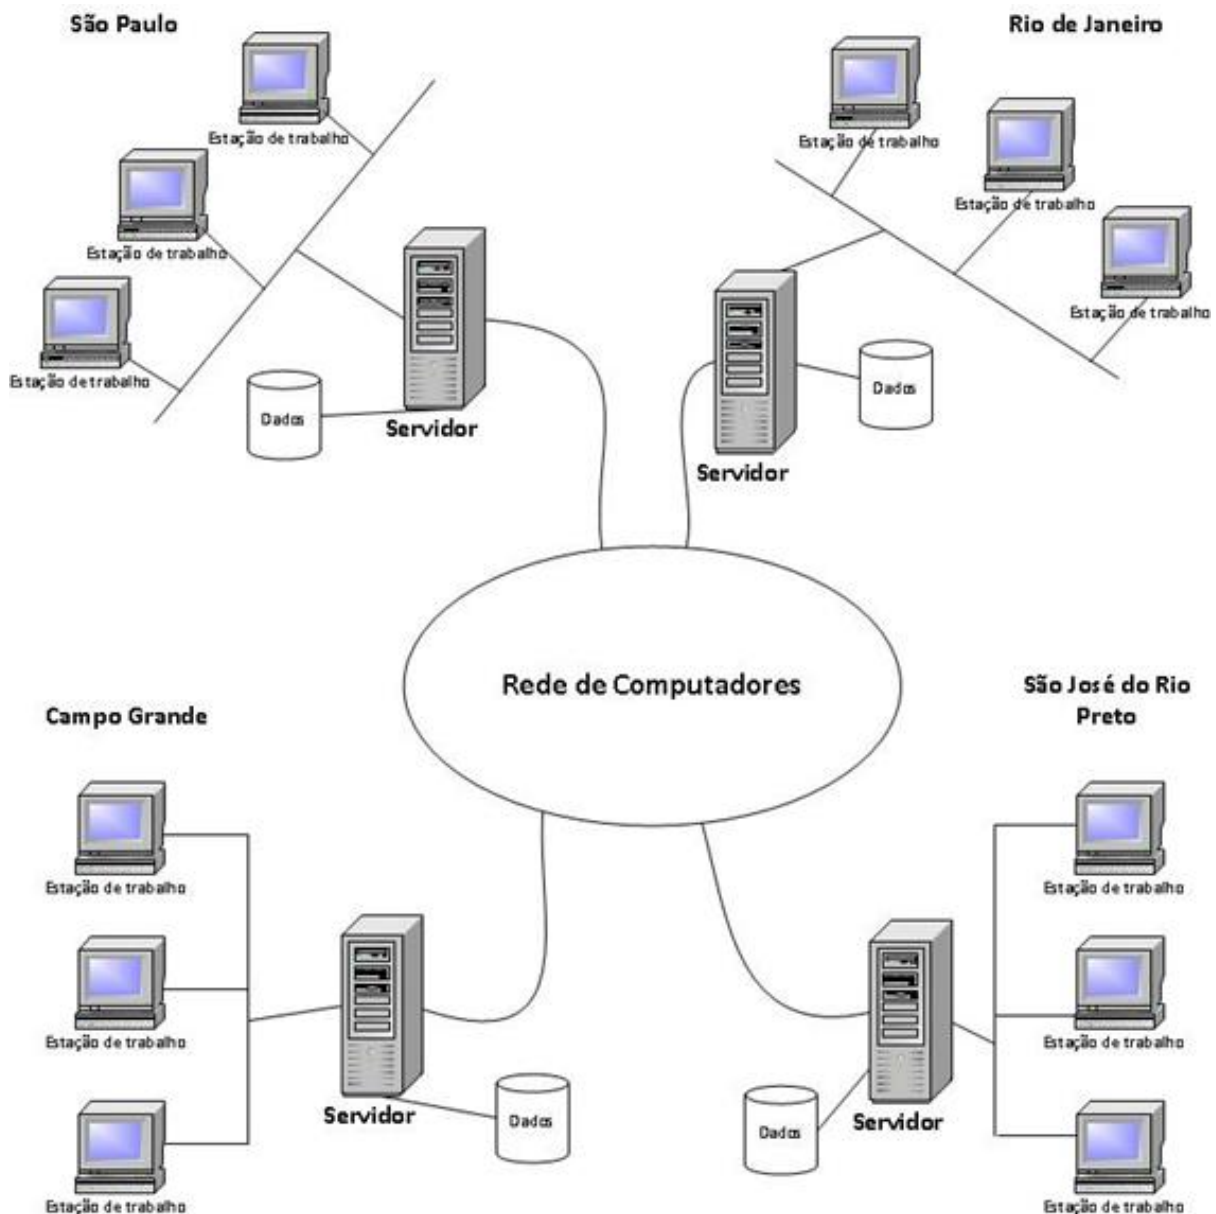 São Paulo
Estação de trabalho
Estação de trabalho
Estação de trabalho
Dados
Servidor
Rio de Janeiro
Estação de trabalho
Estação de trabalho
Estação de trabalho
Dados
Servidor
Rede de Computadores
Campo Grande
Estação de trabalho
Estação de trabalho
Estação de trabalho
Servidor
Dados
São José do Rio
Preto
Estação de trabalho
Estação de trabalho
Estação de trabalho
Servidor
Dados